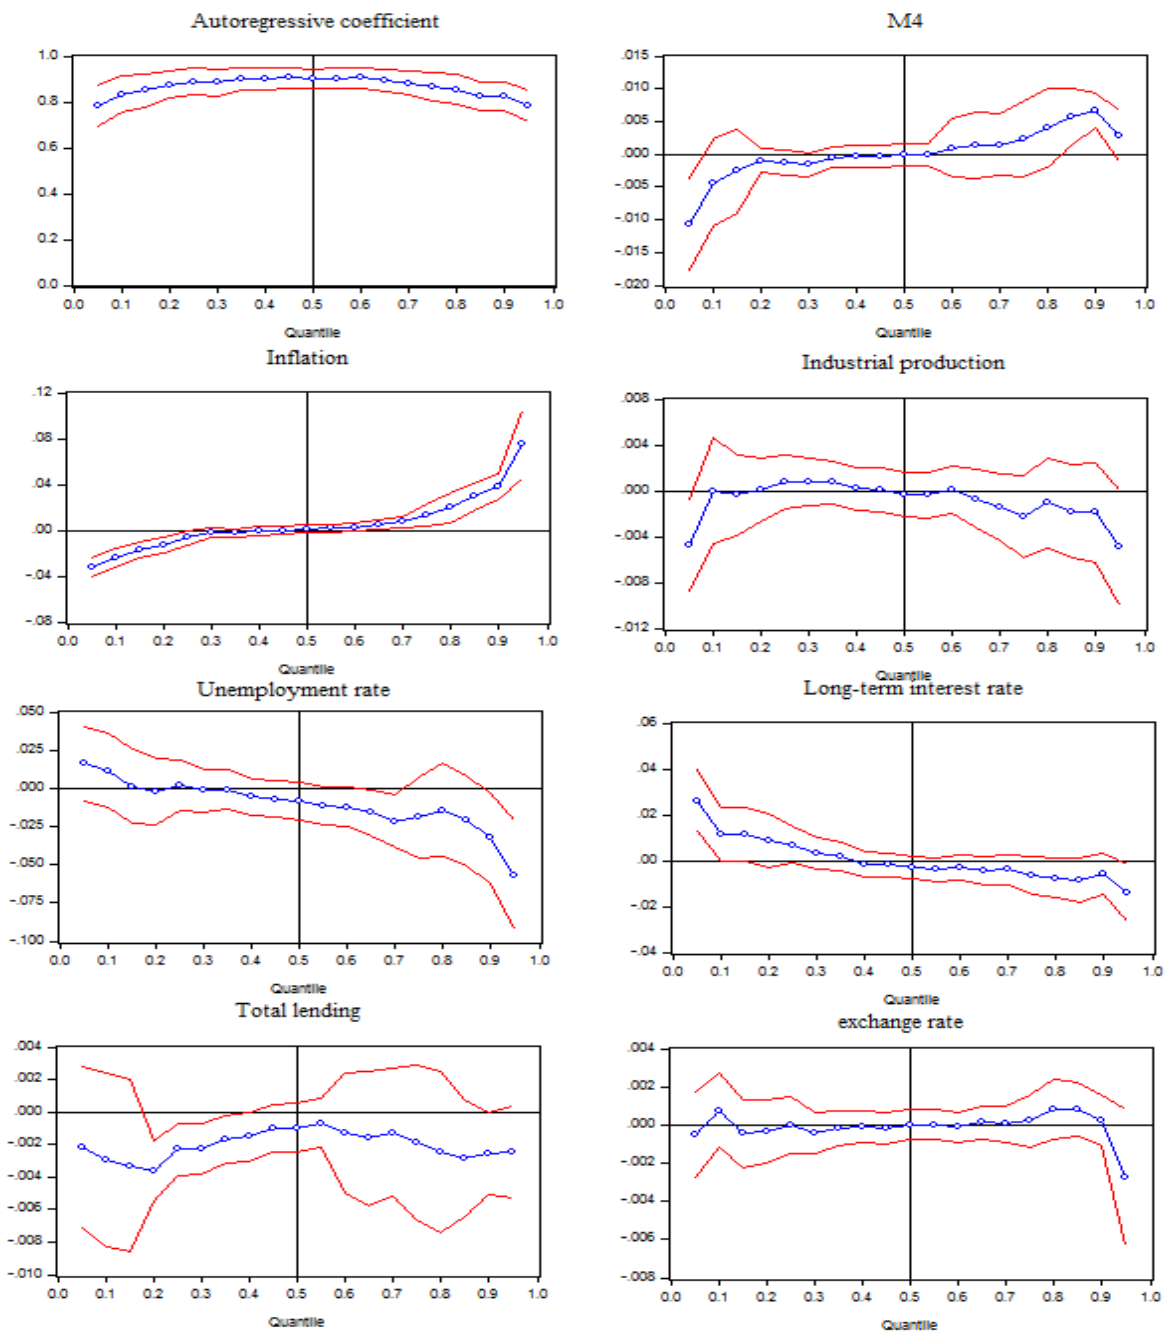 Autoregressive coefficient
1.0
0.8
0.6
0.4
0.2
0.0
0.0 0.1 0.2 0.3 0.4 0.5 0.6 0.7 0.8 0.9 1.0
Quantile
M4
.015
.010
.005
.000
-.005
-.010
-.015
-.020
0.0 0.1 0.2 0.3 0.4 0.5 0.6 0.7 0.8 0.9 1.0
Quantile
Inflation
.12
.08
.04
.00
-.04
-.08
0.0 0.1 0.2 0.3 0.4 0.5 0.6 0.7 0.8 0.9 1.0
Quantile
Industrial production
.008
.004
.000
-.004
-.008
-.012
0.0 0.1 0.2 0.3 0.4 0.5 0.6 0.7 0.8 0.9 1.0
Quantile
Unemployment rate
.050
.025
.000
-.025
-.050
-.075
-.100
0.0 0.1 0.2 0.3 0.4 0.5 0.6 0.7 0.8 0.9 1.0
Quantile
Long-term interest rate
.06
.04
.02
.00
-.02
-.04
0.0 0.1 0.2 0.3 0.4 0.5 0.6 0.7 0.8 0.9 1.0
Quantile
Total lending
.004
.002
.000
-.002
-.004
-.006
-.008
-.010
0.0 0.1 0.2 0.3 0.4 0.5 0.6 0.7 0.8 0.9 1.0
Quantile
exchange rate
.004
.002
.000
-.002
-.004
-.006
-.008
0.0 0.1 0.2 0.3 0.4 0.5 0.6 0.7 0.8 0.9 1.0
Quantile